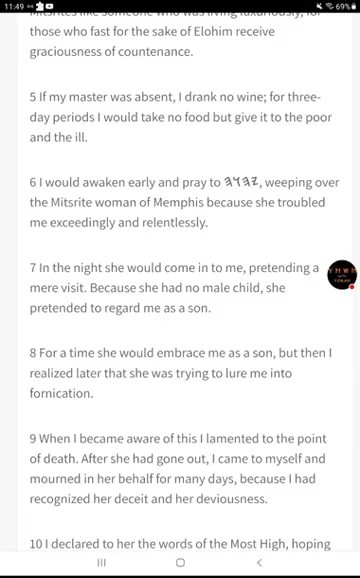 11:49
69%
Mitsrites like someone who was living luxuriously, for
those who fast for the sake of Elohim receive
graciousness of countenance.
5 If my master was absent, I drank no wine; for three-
day periods I would take no food but give it to the poor
and the ill.
6 I would awaken early and pray to 𐤉𐤄𐤅𐤄, weeping over
the Mitsrite woman of Memphis because she troubled
me exceedingly and relentlessly.
7 In the night she would come in to me, pretending a
mere visit. Because she had no male child, she
pretended to regard me as a son.
8 For a time she would embrace me as a son, but then I
realized later that she was trying to lure me into
fornication.
9 When I became aware of this I lamented to the point
of death. After she had gone out, I came to myself and
mourned in her behalf for many days, because I had
recognized her deceit and her deviousness.
10 I declared to her the words of the Most High, hoping